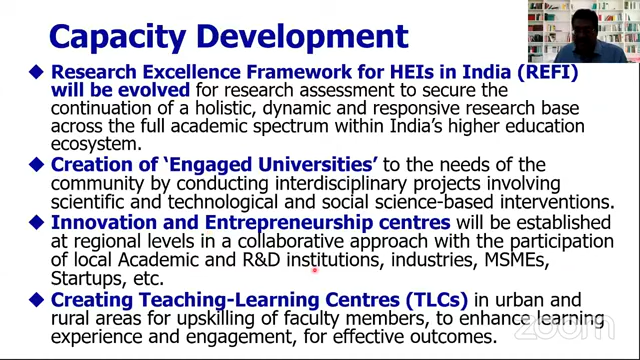 Capacity Development
◆ Research Excellence Framework for HEIs in India (REFI)
will be evolved for research assessment to secure the
continuation of a holistic, dynamic and responsive research base
across the full academic spectrum within India's higher education
ecosystem.
◆ Creation of 'Engaged Universities' to the needs of the
community by conducting interdisciplinary projects involving
scientific and technological and social science-based interventions.
◆ Innovation and Entrepreneurship centres will be established
at regional levels in a collaborative approach with the participation
of local Academic and R&D institutions, industries, MSMEs,
Startups, etc.
◆ Creating Teaching-Learning Centres (TLCs) in urban and
rural areas for upskilling of faculty members, to enhance learning
experience and engagement, for effective outcomes.
zoom